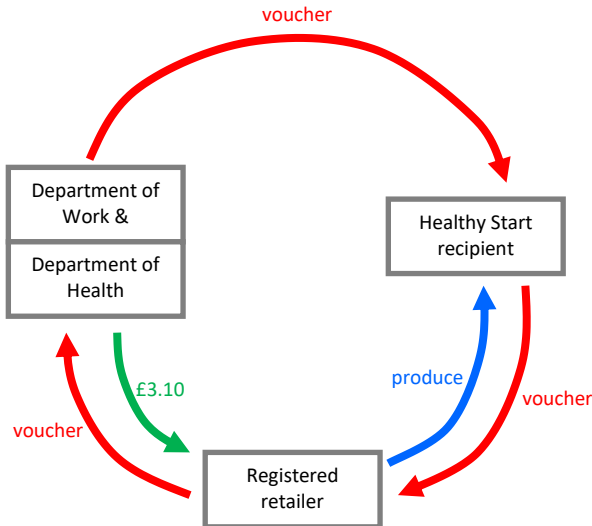 voucher
Department of
Work &
Department of
Health
Healthy Start
recipient
£3.10
produce
voucher
voucher
Registered
retailer